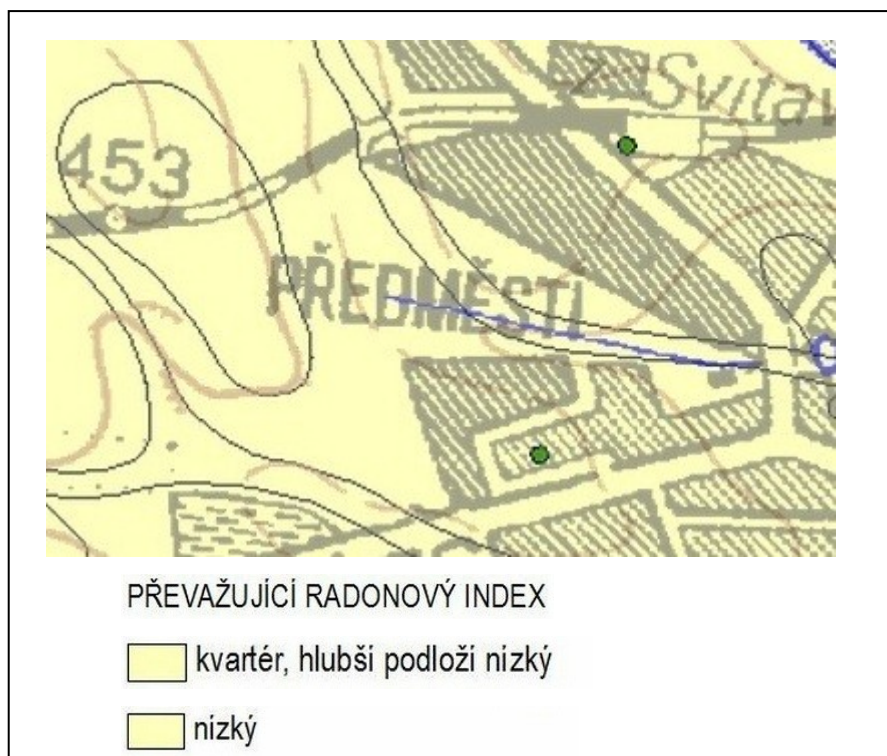 Svitav
453
PŘEDMĚSTÍ
PŘEVAŽUJÍCÍ RADONOVÝ INDEX
kvartér, hlubší podloží nízký
nízký